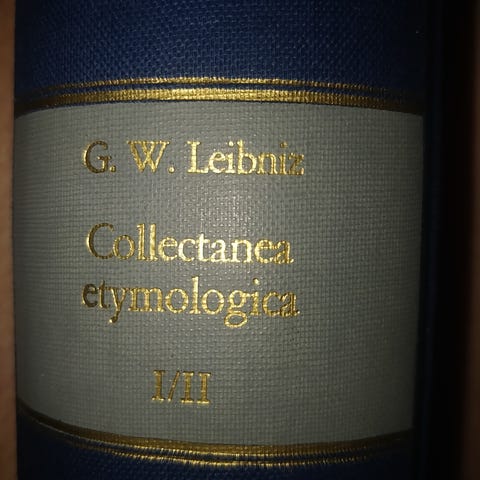 G. W. Leibniz
Collectanea
etymologica
I/II